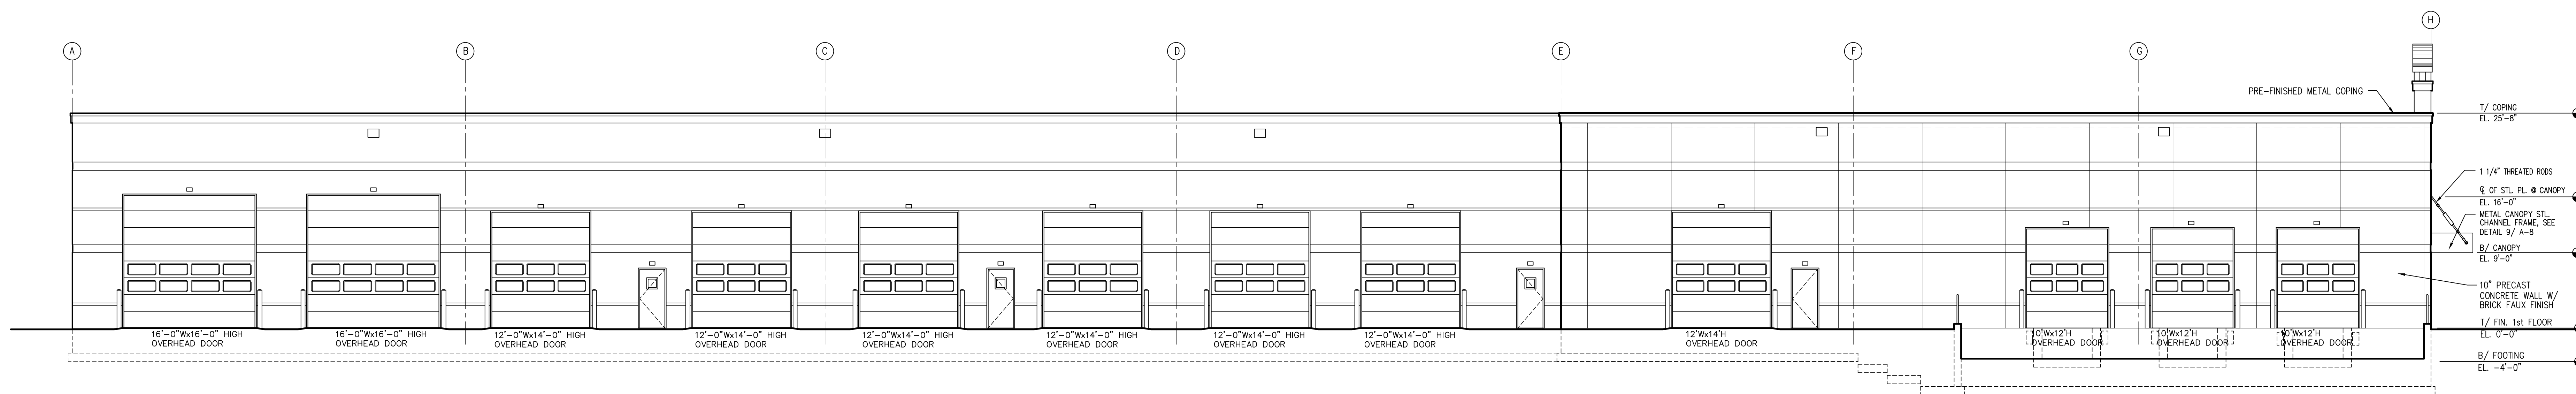 H
A
B
C
D
E
F
G
PRE-FINISHED METAL COPING
T/ COPING
EL. 25'-8"
1 1/4" THREATED RODS
℄ OF STL. PL. @ CANOPY
EL. 16'-0"
METAL CANOPY STL.
CHANNEL FRAME, SEE
DETAIL 9/ A-8
B/ CANOPY
EL. 9'-0"
10" PRECAST
CONCRETE WALL W/
BRICK FAUX FINISH
T/ FIN. 1st FLOOR
EL. 0'-0"
B/ FOOTING
EL. -4'-0"
16'-0"Wx16'-0" HIGH
OVERHEAD DOOR
16'-0"Wx16'-0" HIGH
OVERHEAD DOOR
12'-0"Wx14'-0" HIGH
OVERHEAD DOOR
12'-0"Wx14'-0" HIGH
OVERHEAD DOOR
12'-0"Wx14'-0" HIGH
OVERHEAD DOOR
12'-0"Wx14'-0" HIGH
OVERHEAD DOOR
12'-0"Wx14'-0" HIGH
OVERHEAD DOOR
12'-0"Wx14'-0" HIGH
OVERHEAD DOOR
12'Wx14'H
OVERHEAD DOOR
10'Wx12'H
OVERHEAD DOOR
10'Wx12'H
OVERHEAD DOOR
10'Wx12'H
OVERHEAD DOOR